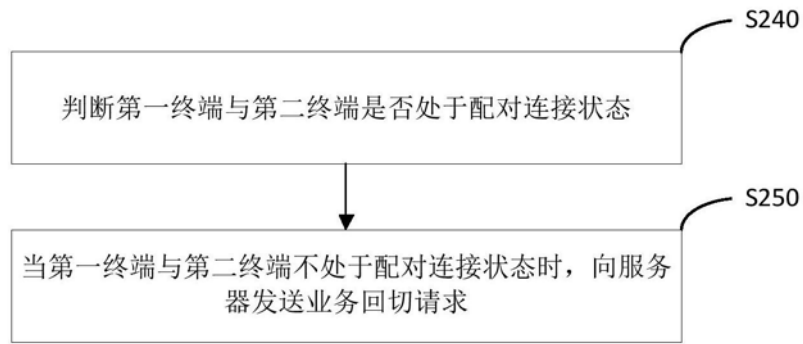 S240
判断第一终端与第二终端是否处于配对连接状态
S250
当第一终端与第二终端不处于配对连接状态时，向服务
器发送业务回切请求